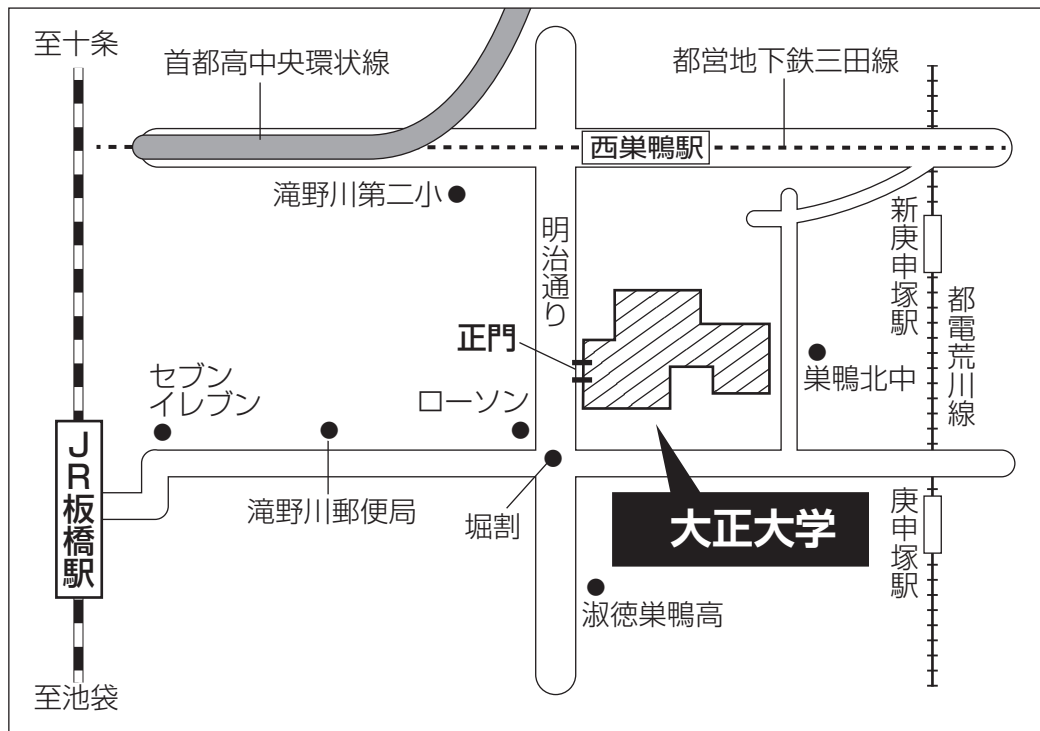 至十条
首都高中央環状線
都営地下鉄三田線
西巣鴨駅
滝野川第二小
明治通り
新庚申塚駅
都電荒川線
正門
巣鴨北中
セブン
イレブン
ローソン
JR板橋駅
滝野川郵便局
堀割
大正大学
庚申塚駅
淑徳巣鴨高
至池袋